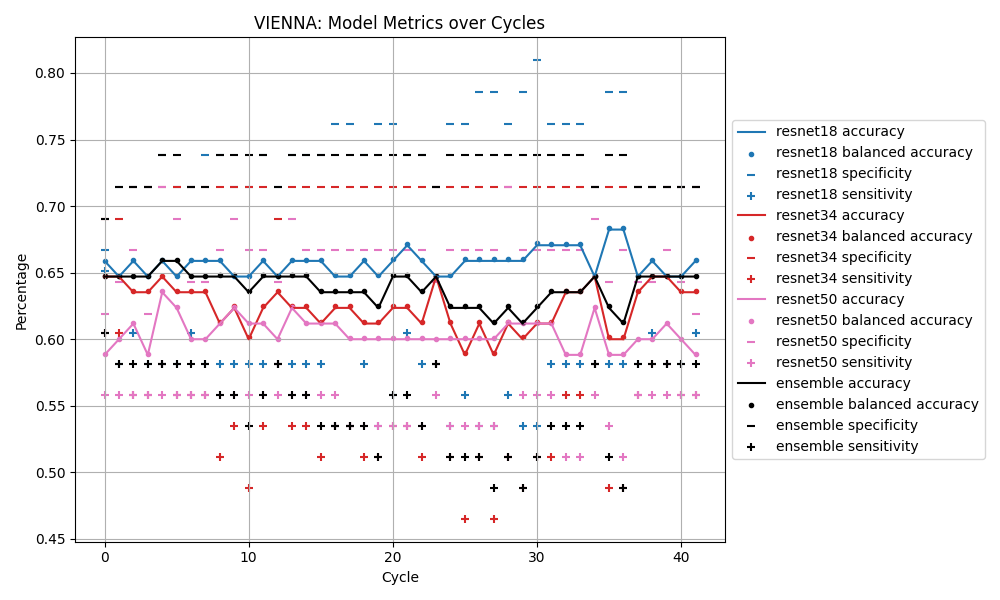 VIENNA: Model Metrics over Cycles
Percentage
0.80
0.75
0.70
0.65
0.60
0.55
0.50
0.45
0
10
20
30
40
Cycle
resnet18 accuracy
resnet18 balanced accuracy
resnet18 specificity
resnet18 sensitivity
resnet34 accuracy
resnet34 balanced accuracy
resnet34 specificity
resnet34 sensitivity
resnet50 accuracy
resnet50 balanced accuracy
resnet50 specificity
resnet50 sensitivity
ensemble accuracy
ensemble balanced accuracy
ensemble specificity
ensemble sensitivity